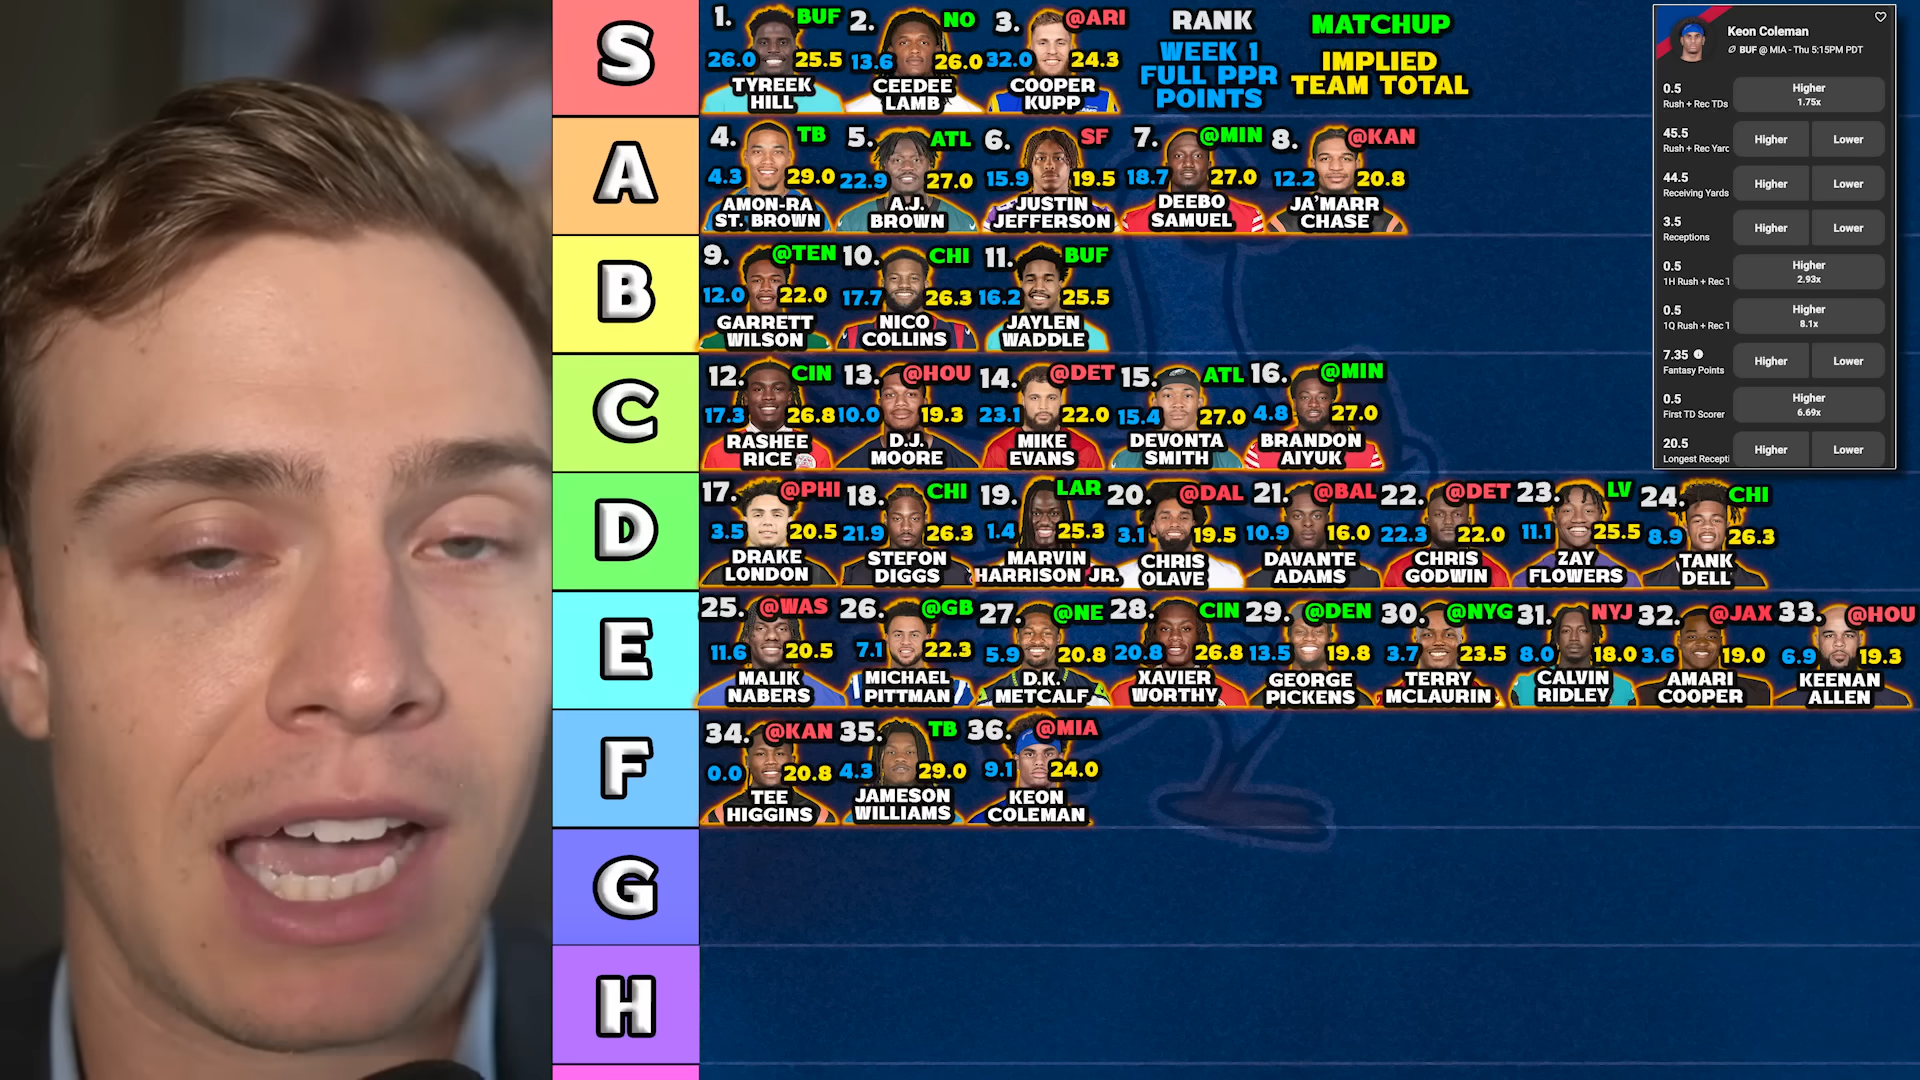 S
1. BUF
26.0 25.5
TYREEK
HILL
2. NO
13.6 26.0
CEEDEE
LAMB
3. @ARI
32.0 24.3
COOPER
KUPP
RANK
WEEK 1
FULL PPR
POINTS
MATCHUP
IMPLIED
TEAM TOTAL
A
4. TB
4.3 29.0
AMON-RA
ST. BROWN
5. ATL
22.9 27.0
A.J.
BROWN
6. SF
15.9 19.5
JUSTIN
JEFFERSON
7. @MIN
18.7 27.0
DEEBO
SAMUEL
8. @KAN
12.2 20.8
JA'MARR
CHASE
B
9. @TEN
12.0 22.0
GARRETT
WILSON
10. CHI
17.7 26.3
NICO
COLLINS
11. BUF
16.2 25.5
JAYLEN
WADDLE
C
12. CIN
17.3 26.8
RASHEE
RICE
13. @HOU
10.0 19.3
D.J.
MOORE
14. @DET
23.1 22.0
MIKE
EVANS
15. ATL
15.4 27.0
DEVONTA
SMITH
16. @MIN
4.8 27.0
BRANDON
AIYUK
D
17. @PHI
3.5 20.5
DRAKE
LONDON
18. CHI
21.9 26.3
STEFON
DIGGS
19. LAR
1.4 25.3
MARVIN
HARRISON JR.
20. @DAL
3.1 19.5
CHRIS
OLAVE
21. @BAL
10.9 16.0
DAVANTE
ADAMS
22. @DET
22.3 22.0
CHRIS
GODWIN
23. LV
11.1 25.5
ZAY
FLOWERS
24. CHI
8.9 26.3
TANK
DELL
E
25. @WAS
11.6 20.5
MALIK
NABERS
26. @GB
7.1 22.3
MICHAEL
PITTMAN
27. @NE
5.9 20.8
D.K.
METCALF
28. CIN
20.8 26.8
XAVIER
WORTHY
29. @DEN
13.5 19.8
GEORGE
PICKENS
30. @NYG
3.7 23.5
TERRY
MCLAURIN
31. NYJ
8.0 18.0
CALVIN
RIDLEY
32. @JAX
3.6 19.0
AMARI
COOPER
33. @HOU
6.9 19.3
KEENAN
ALLEN
F
34. @KAN
0.0 20.8
TEE
HIGGINS
35. TB
4.3 29.0
JAMESON
WILLIAMS
36. @MIA
9.1 24.0
KEON
COLEMAN
G
H
Keon Coleman
BUF @ MIA - Thu 5:15PM PDT
0.5
Rush + Rec TDs
Higher
1.75x
45.5
Rush + Rec Yarc
Higher Lower
44.5
Receiving Yards
Higher Lower
3.5
Receptions
Higher Lower
0.5
1H Rush + Rec T
Higher
2.93x
0.5
1Q Rush + Rec T
Higher
8.1x
7.35
Fantasy Points
Higher Lower
0.5
First TD Scorer
Higher
6.69x
20.5
Longest Recepti
Higher Lower